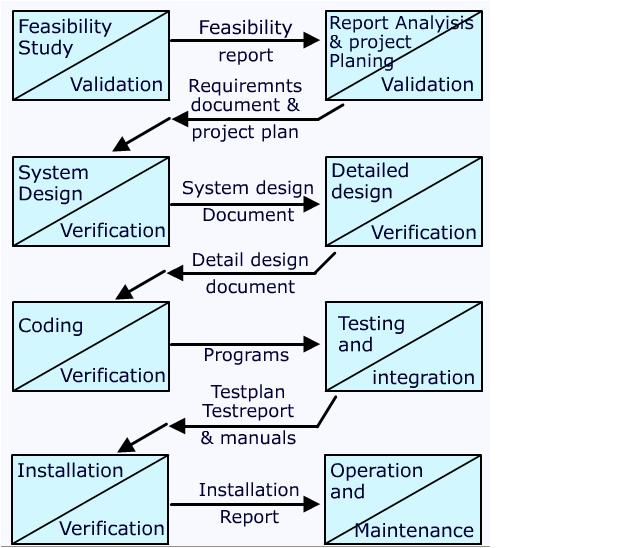 Feasibility
Study
Validation
Feasibility
report
Report Analyisis
& project
Planing
Validation
Requiremnts
document &
project plan
System
Design
Verification
System design
Document
Detailed
design
Verification
Detail design
document
Coding
Verification
Programs
Testing
and
integration
Testplan
Testreport
& manuals
Installation
Verification
Installation
Report
Operation
and
Maintenance